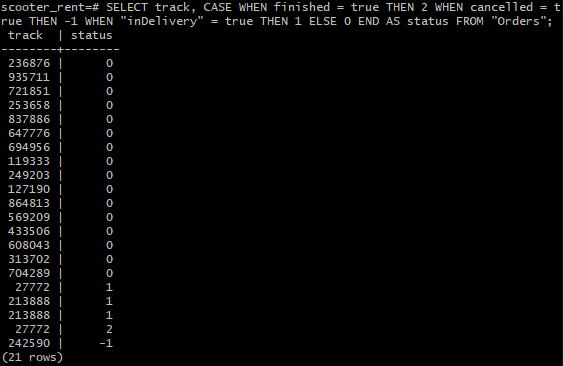 scooter_rent=# SELECT track, CASE WHEN finished = true THEN 2 WHEN cancelled = t
rue THEN -1 WHEN "inDelivery" = true THEN 1 ELSE 0 END AS status FROM "Orders";
 track  | status
--------+--------
 236876 |      0
 935711 |      0
 721851 |      0
 253658 |      0
 837886 |      0
 647776 |      0
 694956 |      0
 119333 |      0
 249203 |      0
 127190 |      0
 864813 |      0
 569209 |      0
 433506 |      0
 608043 |      0
 313702 |      0
 704289 |      0
  27772 |      1
 213888 |      1
 213888 |      1
  27772 |      2
 242590 |     -1
(21 rows)